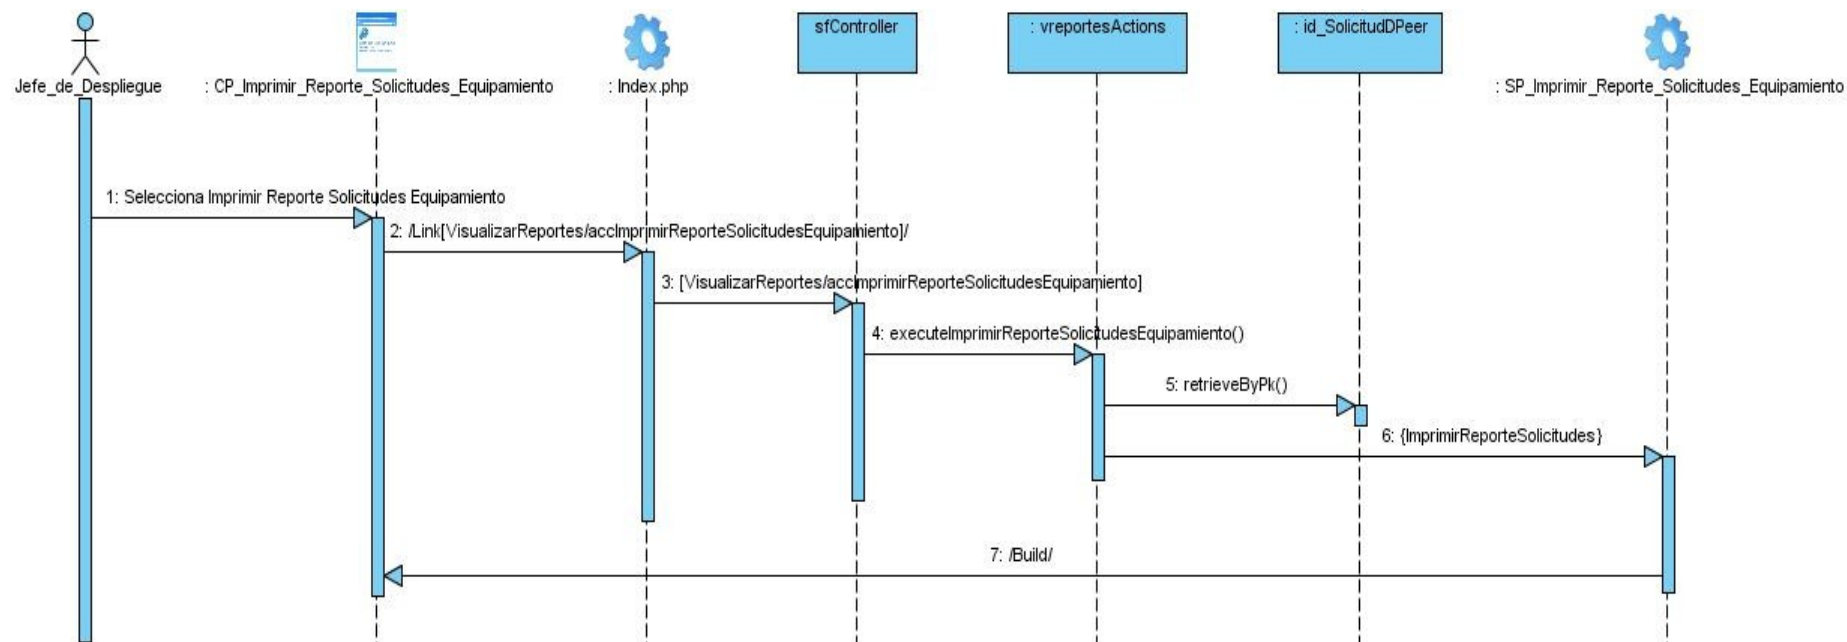 sfController
: vreportesActions
: id_SolicitudDPeer
Jefe_de_Despliegue
: CP_Imprimir_Reporte_Solicitudes_Equipamiento
: Index.php
: SP_Imprimir_Reporte_Solicitudes_Equipamiento
1: Selecciona Imprimir Reporte Solicitudes Equipamiento
2: /Link[VisualizarReportes/accImprimirReporteSolicitudesEquipamiento]/
3: [VisualizarReportes/accImprimirReporteSolicitudesEquipamiento]
4: executeImprimirReporteSolicitudesEquipamiento()
5: retrieveByPk()
6: {ImprimirReporteSolicitudes}
7: /Build/